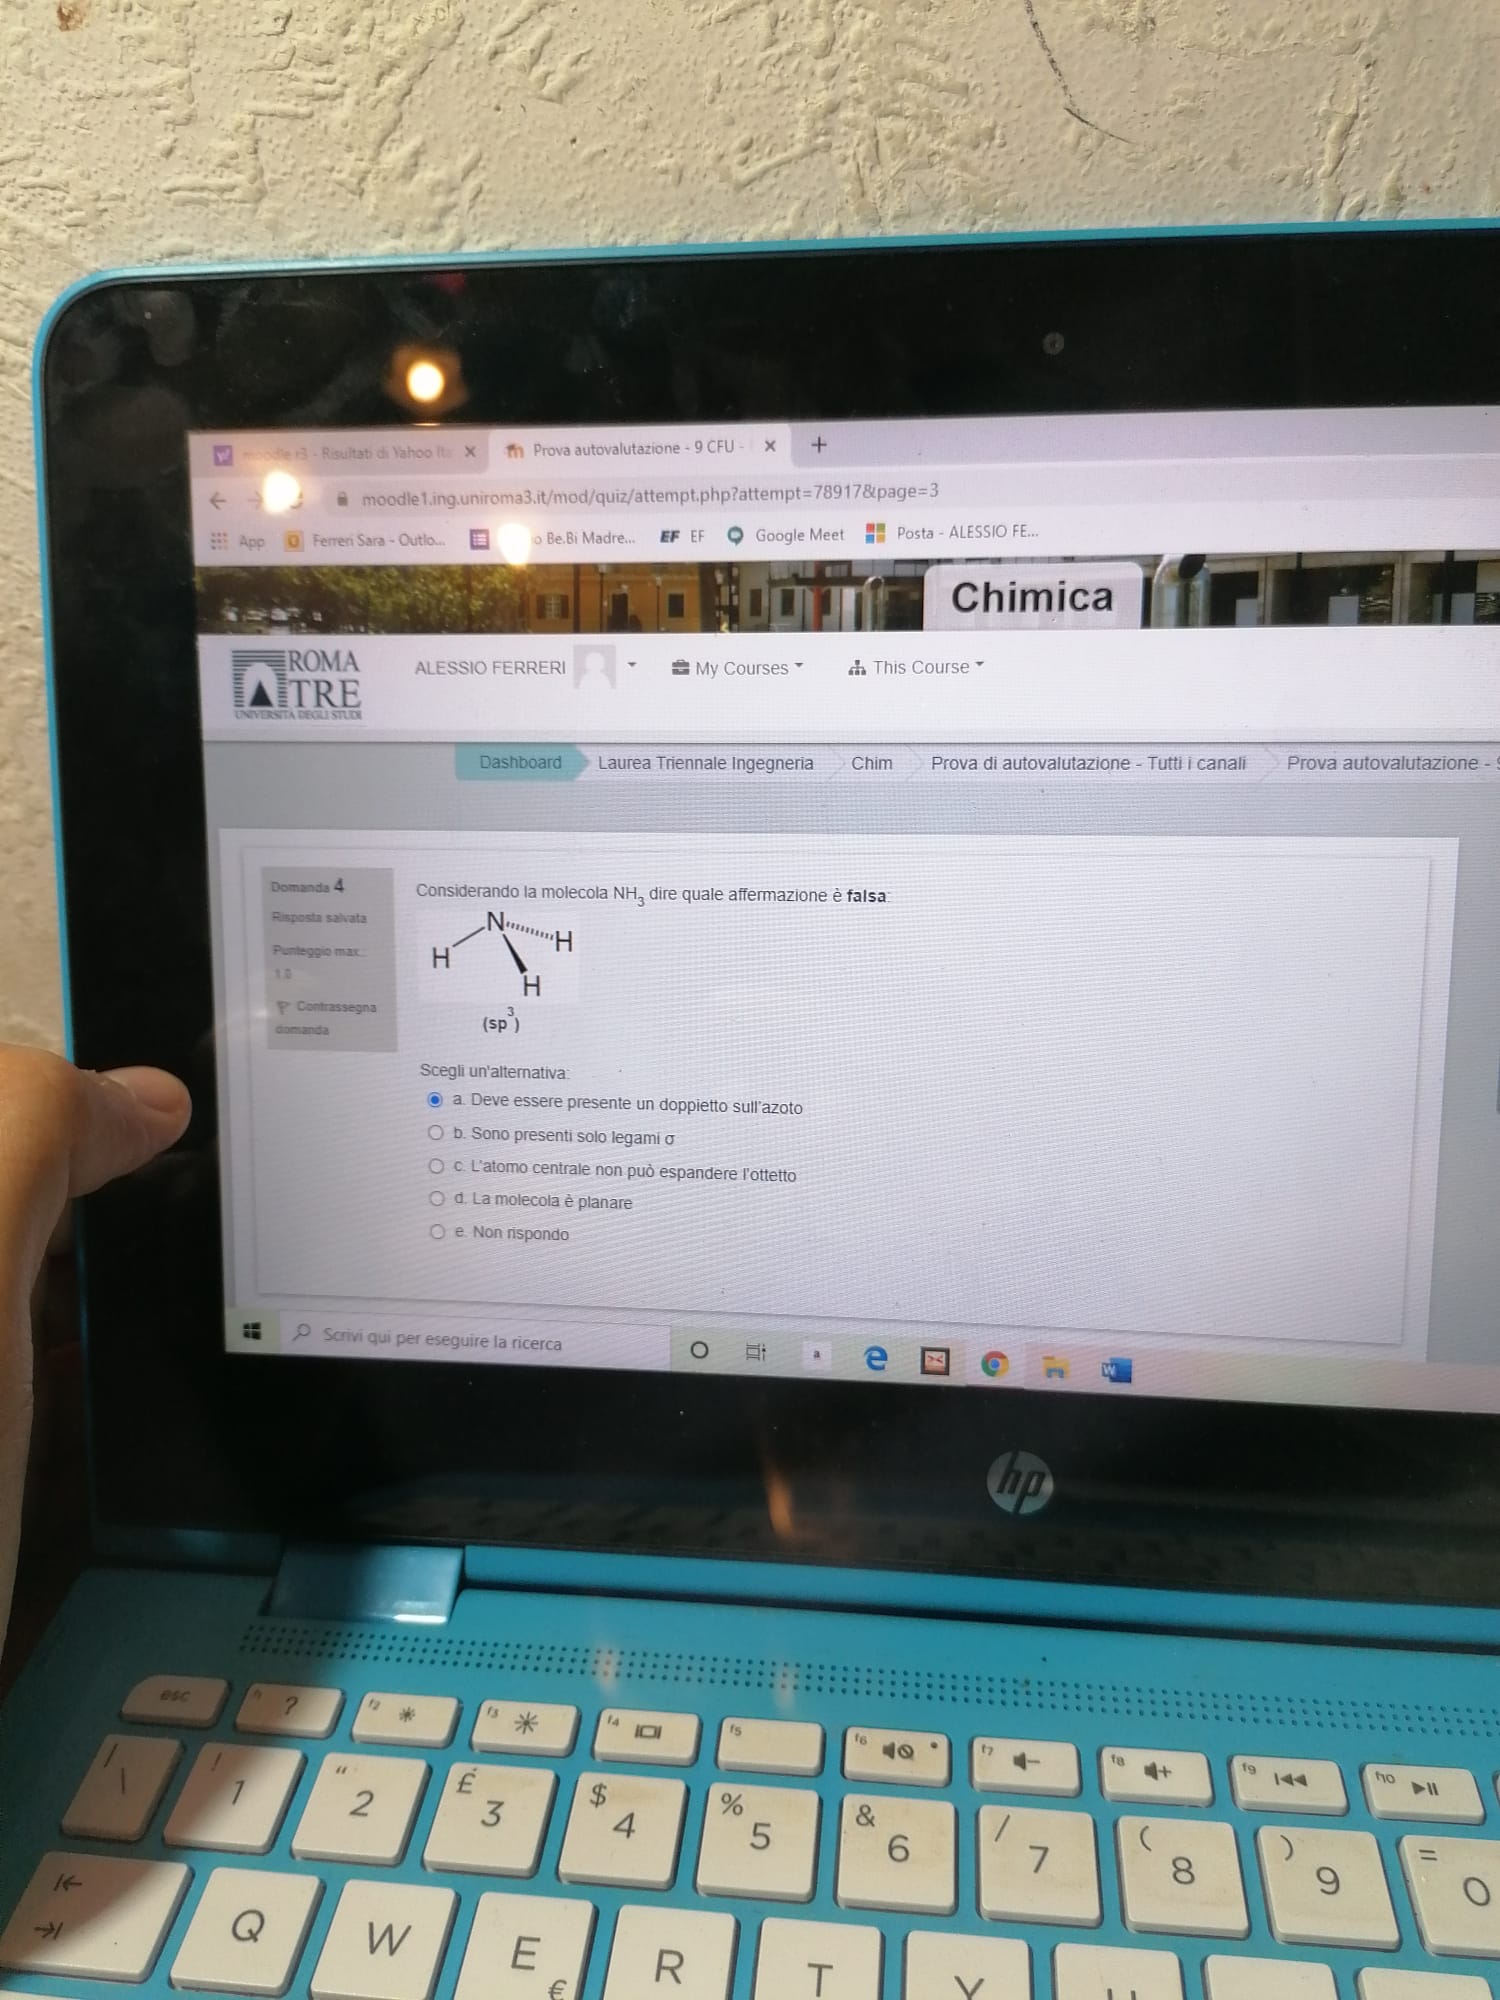 moodle r3 - Risultati di Yahoo Ita
Prova autovalutazione - 9 CFU -
moodle1.ing.uniroma3.it/mod/quiz/attempt.php?attempt=78917&page=3
App
Ferreri Sara - Outlo...
o Be.Bi Madre...
EF EF
Google Meet
Posta - ALESSIO FE...
Chimica
ROMA
TRE
UNIVERSITÀ DEGLI STUDI
ALESSIO FERRERI
My Courses
This Course
Dashboard
Laurea Triennale Ingegneria
Chim
Prova di autovalutazione - Tutti i canali
Prova autovalutazione -
Domanda 4
Risposta salvata
Punteggio max.:
1,0
Contrassegna
domanda
Considerando la molecola NH3 dire quale affermazione è falsa:
N
H
H
H
(sp3)
Scegli un'alternativa:
a. Deve essere presente un doppietto sull'azoto
b. Sono presenti solo legami σ
c. L'atomo centrale non può espandere l'ottetto
d. La molecola è planare
e. Non rispondo
Scrivi qui per eseguire la ricerca
a
W
hp
esc
f1 ?
f2
f3
f4
f5
f6
f7
f8
f9
f10
\ |
! 1
" 2
£ 3
$ 4
% 5
& 6
/ 7
( 8
) 9
= 0
Q
W
E €
R
T
Y